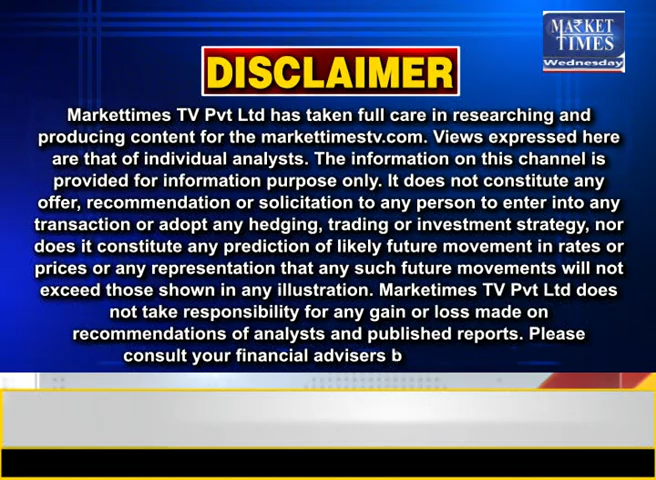 MARKET
TIMES
Wednesday
DISCLAIMER
Markettimes TV Pvt Ltd has taken full care in researching and
producing content for the markettimestv.com. Views expressed here
are that of individual analysts. The information on this channel is
provided for information purpose only. It does not constitute any
offer, recommendation or solicitation to any person to enter into any
transaction or adopt any hedging, trading or investment strategy, nor
does it constitute any prediction of likely future movement in rates or
prices or any representation that any such future movements will not
exceed those shown in any illustration. Marketimes TV Pvt Ltd does
not take responsibility for any gain or loss made on
recommendations of analysts and published reports. Please
consult your financial advisers b